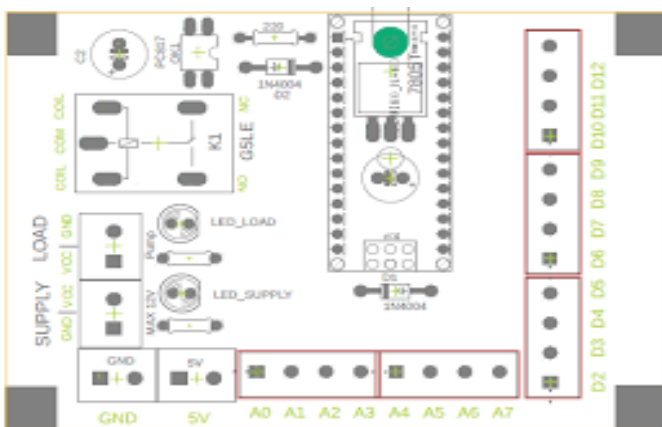 C2
PC817
OK1
220
1N4004
D2
7805
COIL
COM
COIL
NC
NO
K1
G5LE
LOAD
GND
VCC
Pump
LED_LOAD
SUPPLY
VCC
GND
MAX 12V
LED_SUPPLY
D1
1N4004
D12
D11
D10
D9
D8
D7
D6
D5
D4
D3
D2
GND
5V
GND
5V
A0
A1
A2
A3
A4
A5
A6
A7